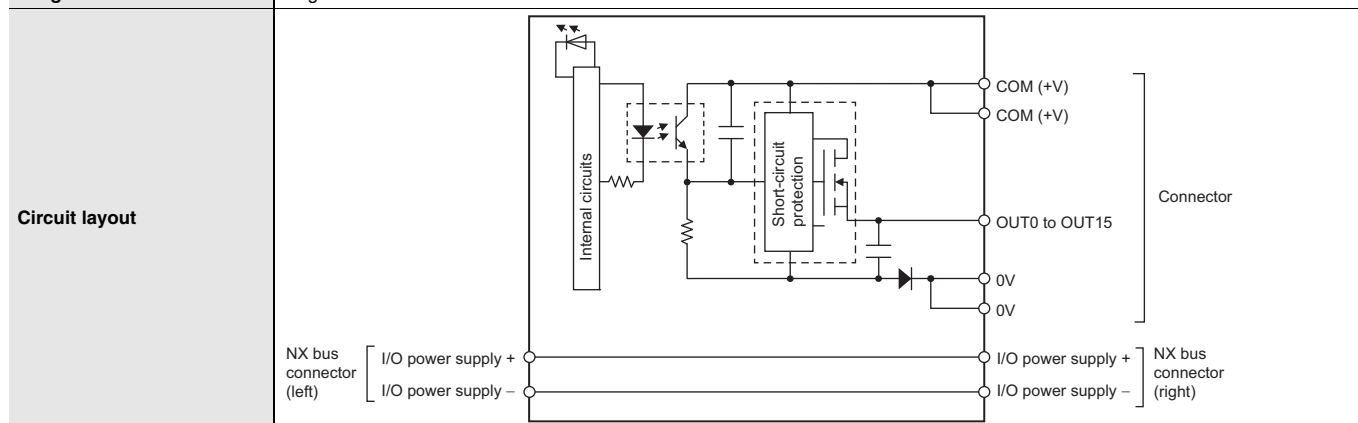 Circuit layout
Internal circuits
Short-circuit
protection
COM (+V)
COM (+V)
OUT0 to OUT15
0V
0V
Connector
NX bus
connector
(left)
I/O power supply +
I/O power supply −
I/O power supply +
I/O power supply −
NX bus
connector
(right)